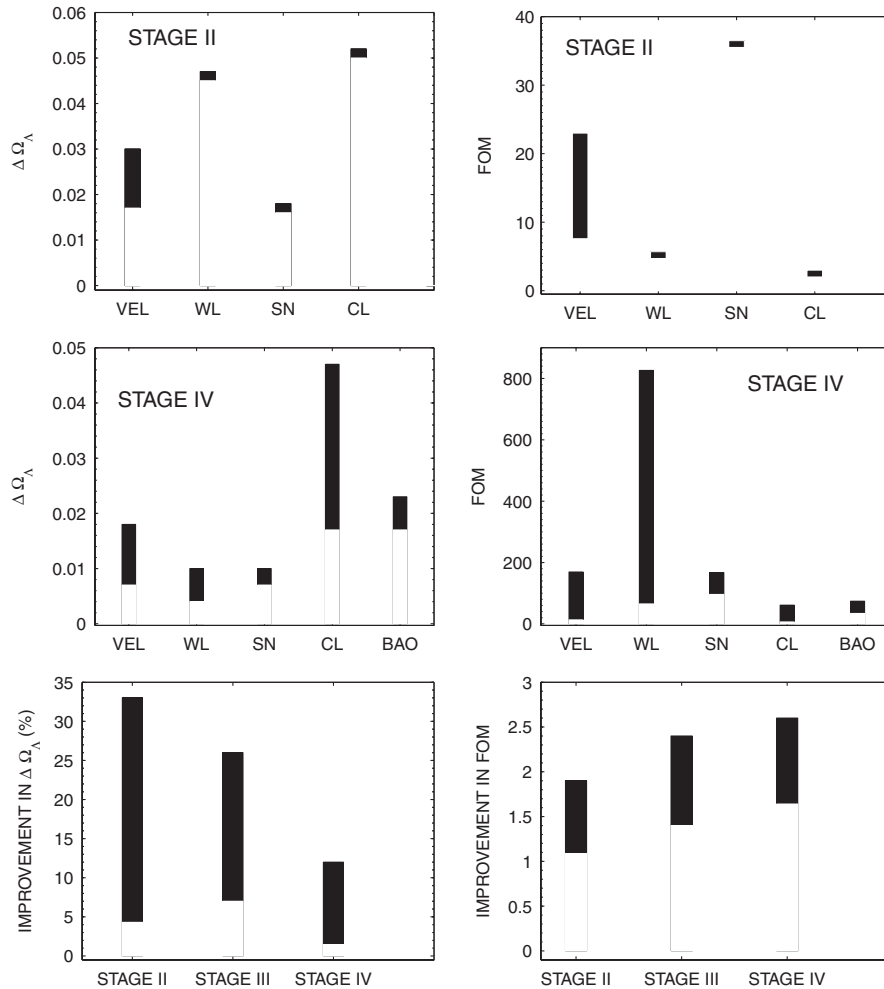 STAGE II
Δ Ω_Λ
0.06
0.05
0.04
0.03
0.02
0.01
0
VEL WL SN CL
STAGE II
FOM
40
30
20
10
0
VEL WL SN CL
STAGE IV
Δ Ω_Λ
0.05
0.04
0.03
0.02
0.01
0
VEL WL SN CL BAO
STAGE IV
FOM
800
600
400
200
0
VEL WL SN CL BAO
IMPROVEMENT IN Δ Ω_Λ (%)
35
30
25
20
15
10
5
0
STAGE II STAGE III STAGE IV
IMPROVEMENT IN FOM
3
2.5
2
1.5
1
0.5
0
STAGE II STAGE III STAGE IV